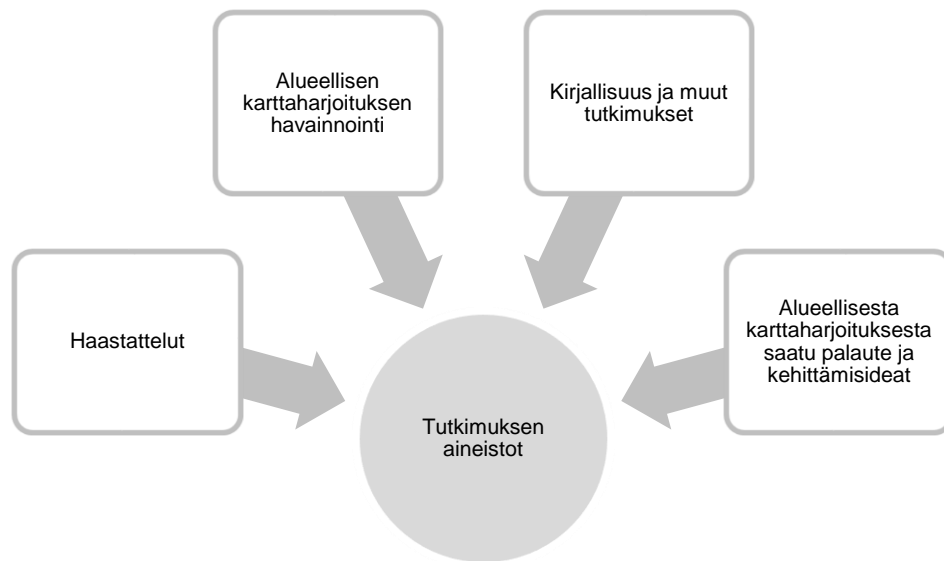 Alueellisen
karttaharjoituksen
havainnointi
Kirjallisuus ja muut
tutkimukset
Haastattelut
Alueellisesta
karttaharjoituksesta
saatu palaute ja
kehittämisideat
Tutkimuksen
aineistot